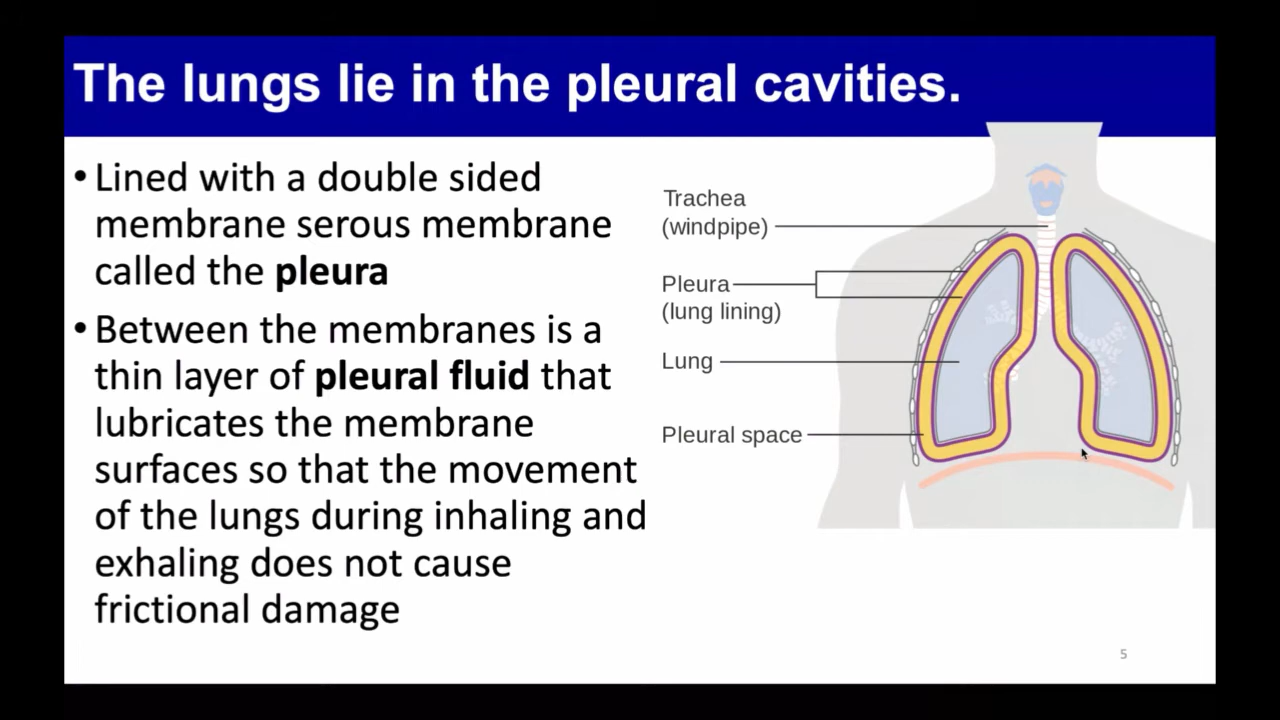 The lungs lie in the pleural cavities.
• Lined with a double sided
membrane serous membrane
called the pleura
• Between the membranes is a
thin layer of pleural fluid that
lubricates the membrane
surfaces so that the movement
of the lungs during inhaling and
exhaling does not cause
frictional damage
Trachea
(windpipe)
Pleura
(lung lining)
Lung
Pleural space
5